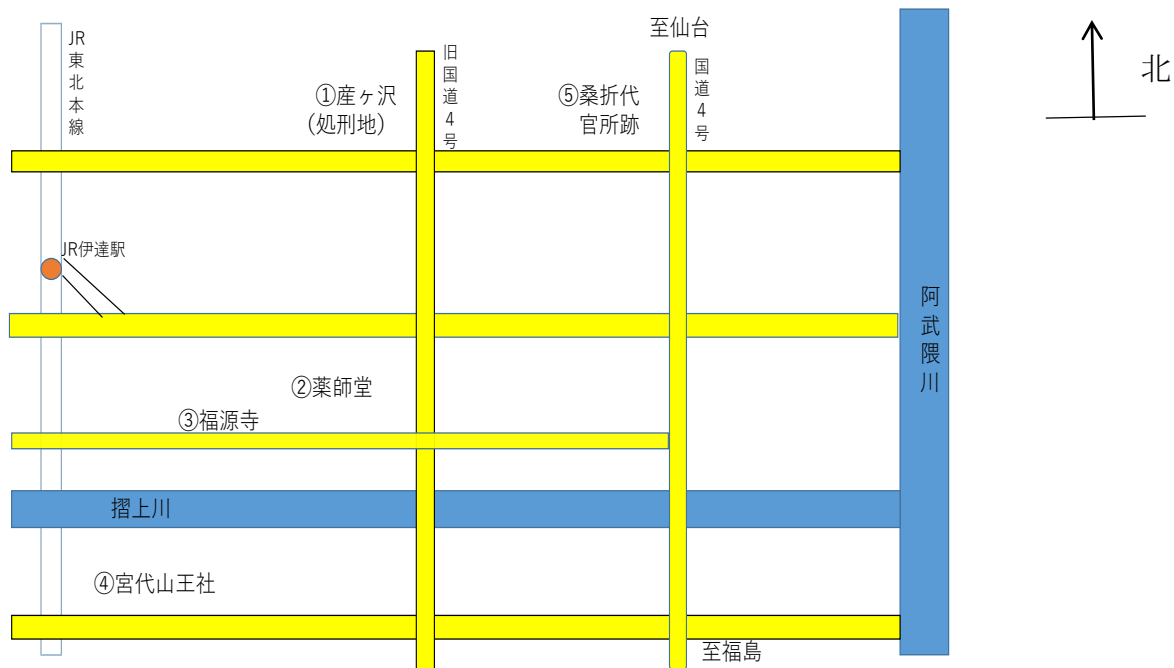 至仙台
北
JR東北本線
旧国道4号
国道4号
①産ヶ沢
(処刑地)
⑤桑折代
官所跡
JR伊達駅
阿武隈川
②薬師堂
③福源寺
摺上川
④宮代山王社
至福島